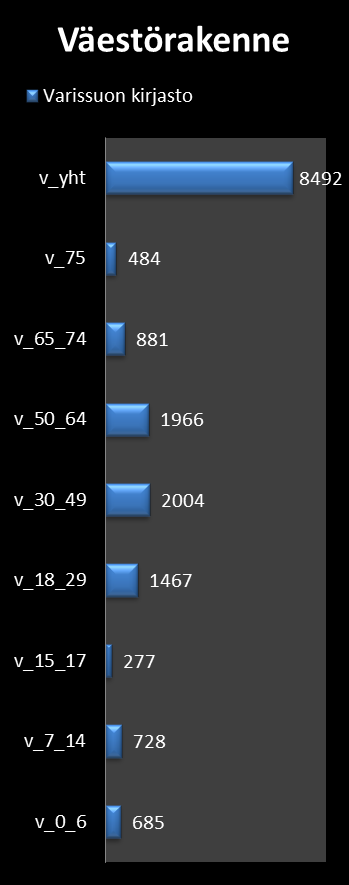 Väestörakenne
Varissuon kirjasto
v_yht 8492
v_75 484
v_65_74 881
v_50_64 1966
v_30_49 2004
v_18_29 1467
v_15_17 277
v_7_14 728
v_0_6 685